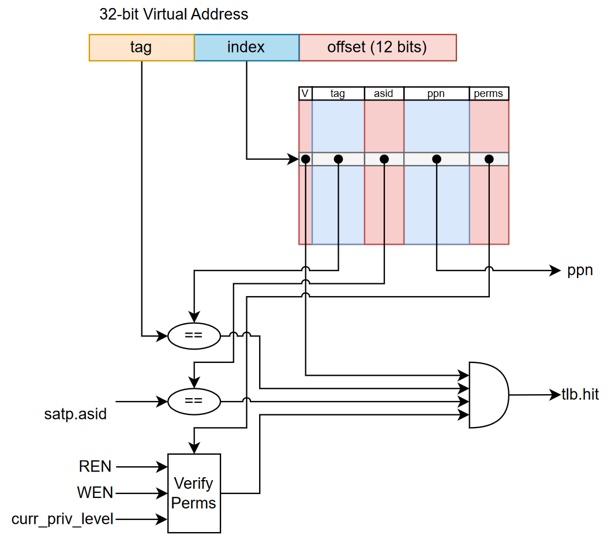 32-bit Virtual Address
tag index offset (12 bits)
V tag asid ppn perms
ppn
==
==
satp.asid
tlb.hit
REN
WEN
curr_priv_level
Verify
Perms